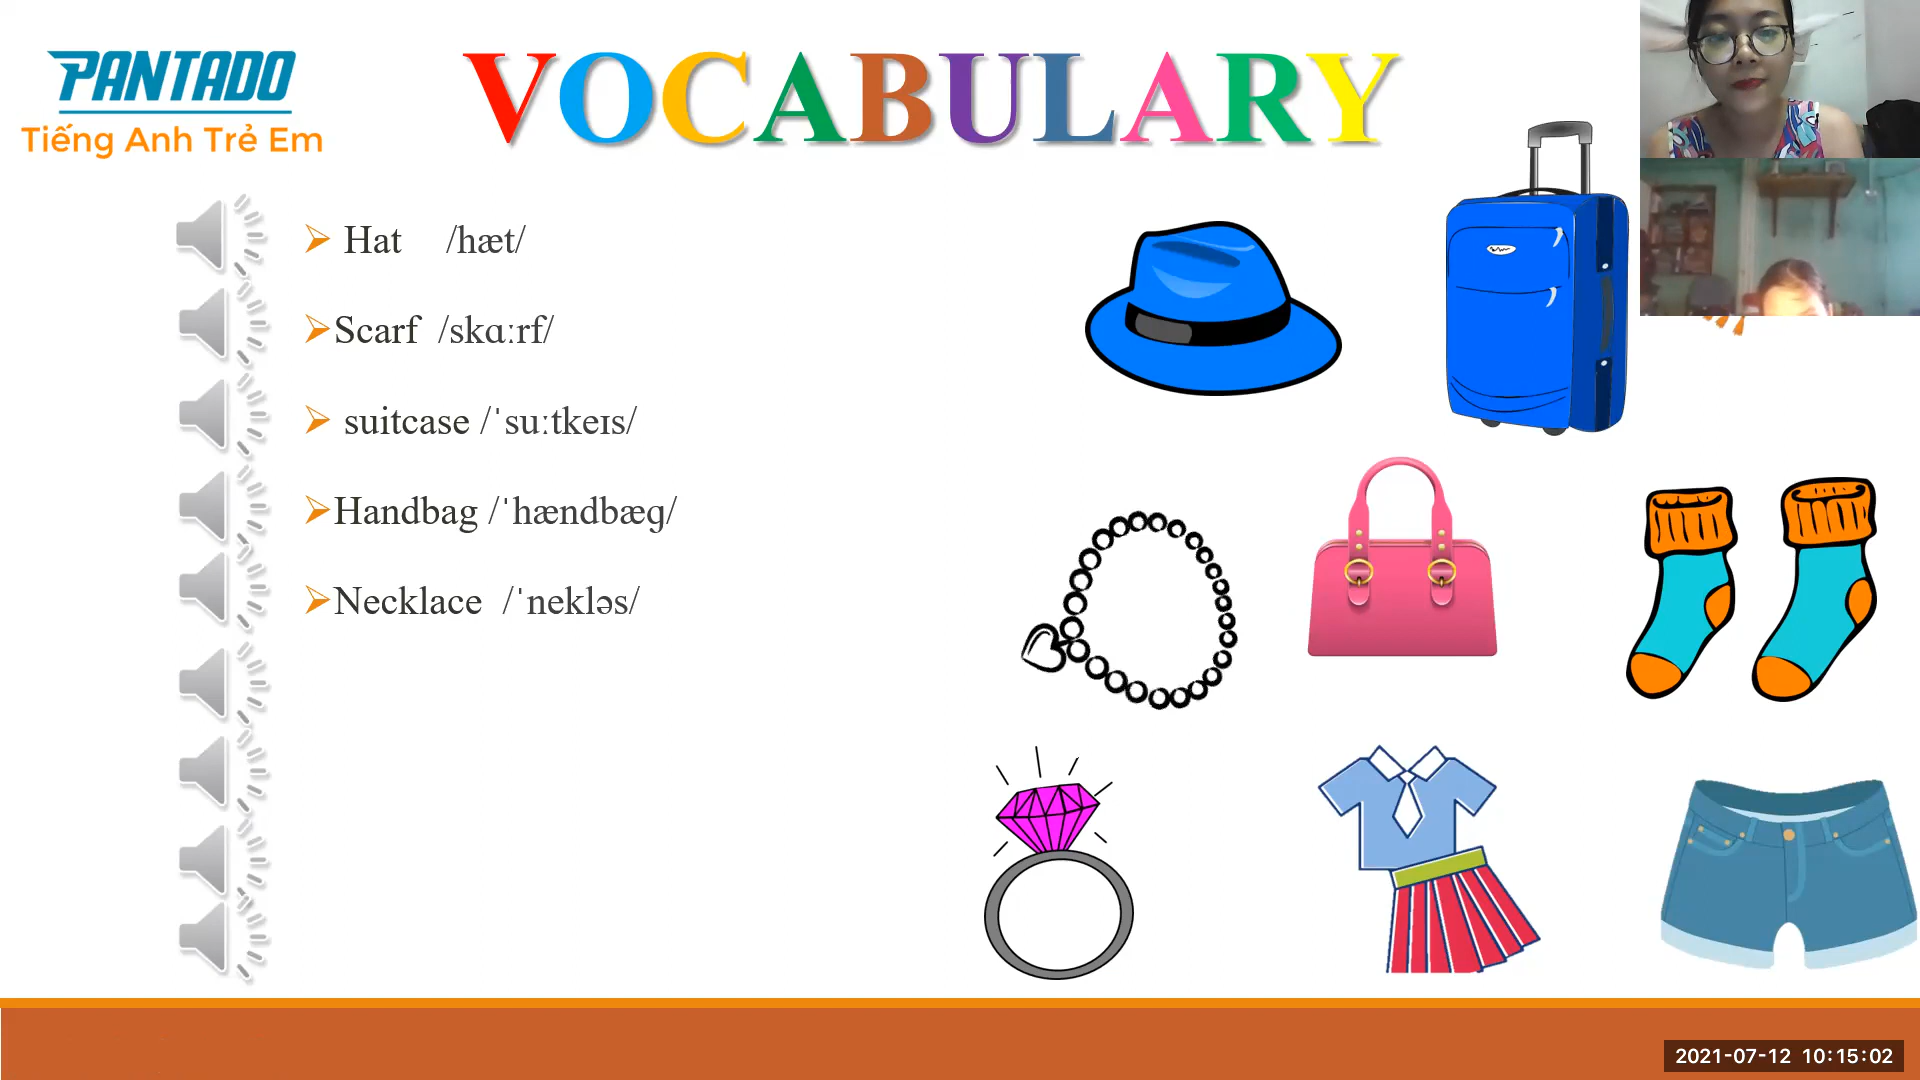 PANTADO
Tiếng Anh Trẻ Em
VOCABULARY
Hat /hæt/
Scarf /skɑːrf/
suitcase /ˈsuːtkeɪs/
Handbag /ˈhændbæɡ/
Necklace /ˈnekləs/
2021-07-12 10:15:02